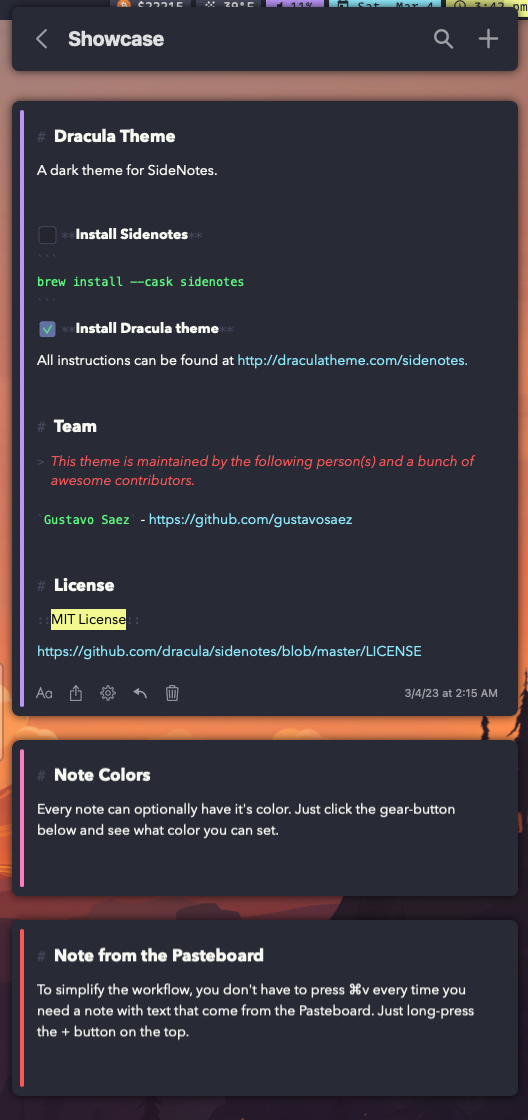 $22215 39°F 11% Sat, Mar 4 3:42 pm
Showcase
# Dracula Theme
A dark theme for SideNotes.
**Install Sidenotes**
```
brew install --cask sidenotes
```
**Install Dracula theme**
All instructions can be found at http://draculatheme.com/sidenotes.
# Team
> This theme is maintained by the following person(s) and a bunch of
awesome contributors.
`Gustavo Saez` - https://github.com/gustavosaez
# License
::MIT License::
https://github.com/dracula/sidenotes/blob/master/LICENSE
Aa 3/4/23 at 2:15 AM
# Note Colors
Every note can optionally have it's color. Just click the gear-button
below and see what color you can set.
# Note from the Pasteboard
To simplify the workflow, you don't have to press ⌘v every time you
need a note with text that come from the Pasteboard. Just long-press
the + button on the top.